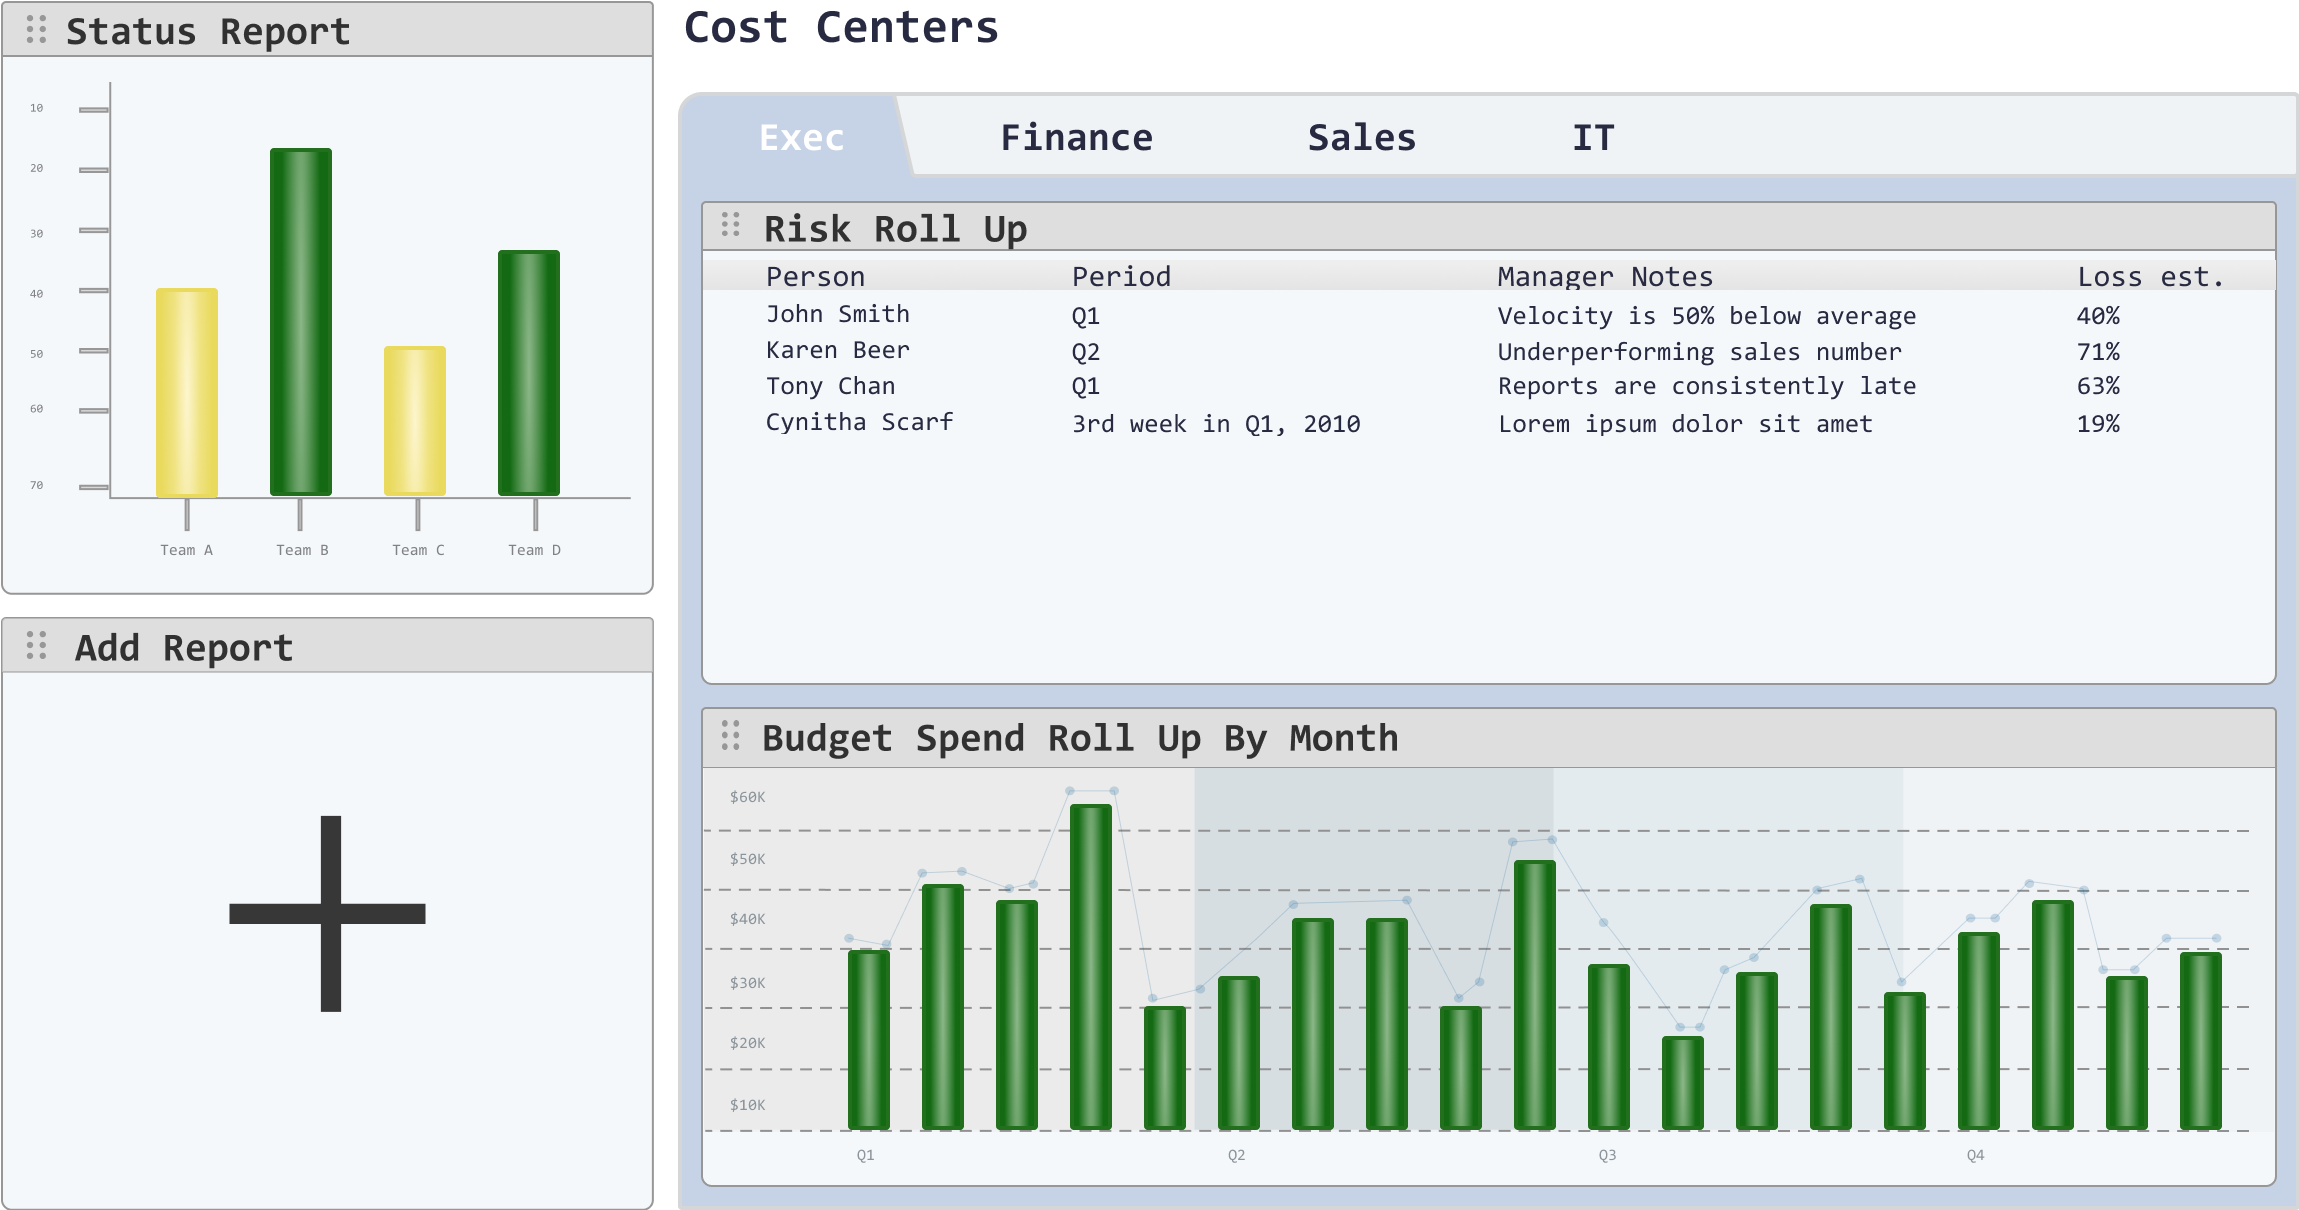 Status Report
10
20
30
40
50
60
70
Team A Team B Team C Team D
Add Report
Cost Centers
Exec Finance Sales IT
Risk Roll Up
Person Period Manager Notes Loss est.
John Smith Q1 Velocity is 50% below average 40%
Karen Beer Q2 Underperforming sales number 71%
Tony Chan Q1 Reports are consistently late 63%
Cynitha Scarf 3rd week in Q1, 2010 Lorem ipsum dolor sit amet 19%
Budget Spend Roll Up By Month
$60K
$50K
$40K
$30K
$20K
$10K
Q1 Q2 Q3 Q4